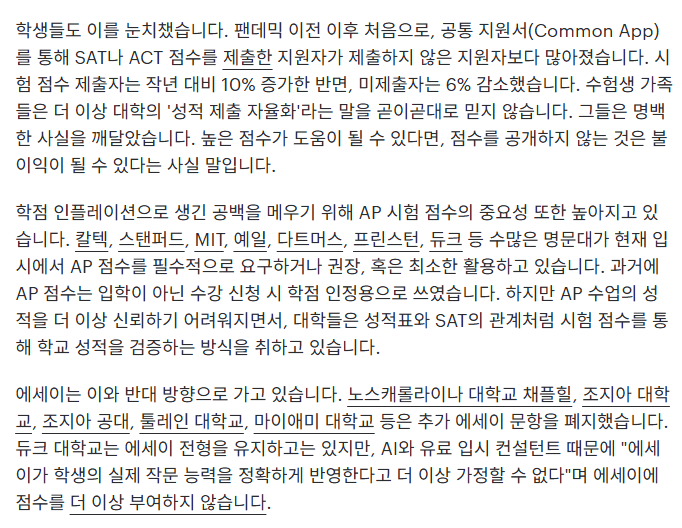 학생들도 이를 눈치챘습니다. 팬데믹 이전 이후 처음으로, 공통 지원서(Common App)
를 통해 SAT나 ACT 점수를 제출한 지원자가 제출하지 않은 지원자보다 많아졌습니다. 시
험 점수 제출자는 작년 대비 10% 증가한 반면, 미제출자는 6% 감소했습니다. 수험생 가족
들은 더 이상 대학의 '성적 제출 자율화'라는 말을 곧이곧대로 믿지 않습니다. 그들은 명백
한 사실을 깨달았습니다. 높은 점수가 도움이 될 수 있다면, 점수를 공개하지 않는 것은 불
이익이 될 수 있다는 사실 말입니다.
학점 인플레이션으로 생긴 공백을 메우기 위해 AP 시험 점수의 중요성 또한 높아지고 있
습니다. 칼텍, 스탠퍼드, MIT, 예일, 다트머스, 프린스턴, 듀크 등 수많은 명문대가 현재 입
시에서 AP 점수를 필수적으로 요구하거나 권장, 혹은 최소한 활용하고 있습니다. 과거에
AP 점수는 입학이 아닌 수강 신청 시 학점 인정용으로 쓰였습니다. 하지만 AP 수업의 성
적을 더 이상 신뢰하기 어려워지면서, 대학들은 성적표와 SAT의 관계처럼 시험 점수를 통
해 학교 성적을 검증하는 방식을 취하고 있습니다.
에세이는 이와 반대 방향으로 가고 있습니다. 노스캐롤라이나 대학교 채플힐, 조지아 대학
교, 조지아 공대, 툴레인 대학교, 마이애미 대학교 등은 추가 에세이 문항을 폐지했습니다.
듀크 대학교는 에세이 전형을 유지하고는 있지만, AI와 유료 입시 컨설턴트 때문에 "에세
이가 학생의 실제 작문 능력을 정확하게 반영한다고 더 이상 가정할 수 없다"며 에세이에
점수를 더 이상 부여하지 않습니다.